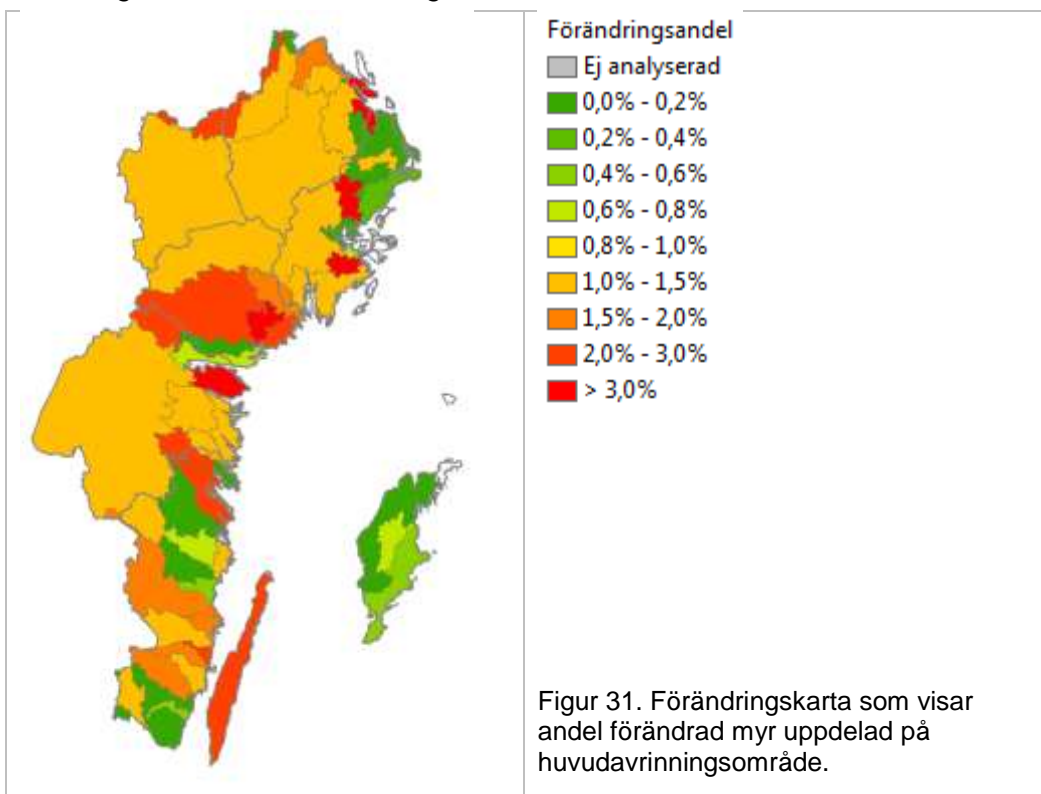 Förändringsandel
Ej analyserad
0,0% - 0,2%
0,2% - 0,4%
0,4% - 0,6%
0,6% - 0,8%
0,8% - 1,0%
1,0% - 1,5%
1,5% - 2,0%
2,0% - 3,0%
> 3,0%
Figur 31. Förändringskarta som visar
andel förändrad myr uppdelad på
huvudavrinningsområde.